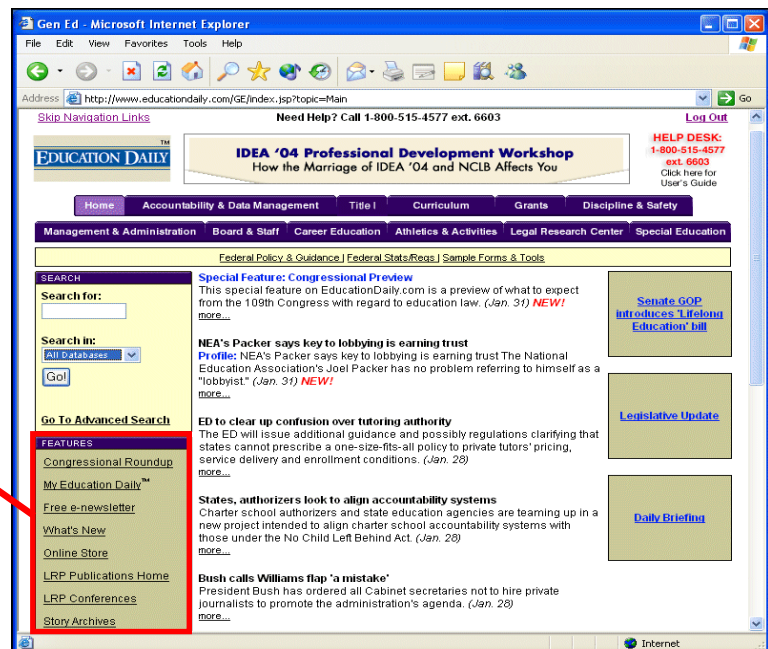 Gen Ed - Microsoft Internet Explorer
File Edit View Favorites Tools Help
Address http://www.educationdaily.com/GE/index.jsp?topic=Main Go
Skip Navigation Links Need Help? Call 1-800-515-4577 ext. 6603 Log Out
EDUCATION DAILY TM
IDEA '04 Professional Development Workshop
How the Marriage of IDEA '04 and NCLB Affects You
HELP DESK:
1-800-515-4577
ext. 6603
Click here for
User's Guide
Home Accountability & Data Management Title I Curriculum Grants Discipline & Safety
Management & Administration Board & Staff Career Education Athletics & Activities Legal Research Center Special Education
Federal Policy & Guidance | Federal Stats/Regs | Sample Forms & Tools
SEARCH
Search for:
Search in:
All Databases
Go!
Go To Advanced Search
FEATURES
Congressional Roundup
My Education Daily™
Free e-newsletter
What's New
Online Store
LRP Publications Home
LRP Conferences
Story Archives
Special Feature: Congressional Preview
This special feature on EducationDaily.com is a preview of what to expect
from the 109th Congress with regard to education law. (Jan. 31) NEW!
more...
NEA's Packer says key to lobbying is earning trust
Profile: NEA's Packer says key to lobbying is earning trust The National
Education Association's Joel Packer has no problem referring to himself as a
"lobbyist." (Jan. 31) NEW!
more...
ED to clear up confusion over tutoring authority
The ED will issue additional guidance and possibly regulations clarifying that
states cannot prescribe a one-size-fits-all policy to private tutors' pricing,
service delivery and enrollment conditions. (Jan. 28)
more...
States, authorizers look to align accountability systems
Charter school authorizers and state education agencies are teaming up in a
new project intended to align charter school accountability systems with
those under the No Child Left Behind Act. (Jan. 28)
more...
Bush calls Williams flap 'a mistake'
President Bush has ordered all Cabinet secretaries not to hire private
journalists to promote the administration's agenda. (Jan. 28)
more...
Senate GOP
introduces 'Lifelong
Education' bill
Legislative Update
Daily Briefing
Internet